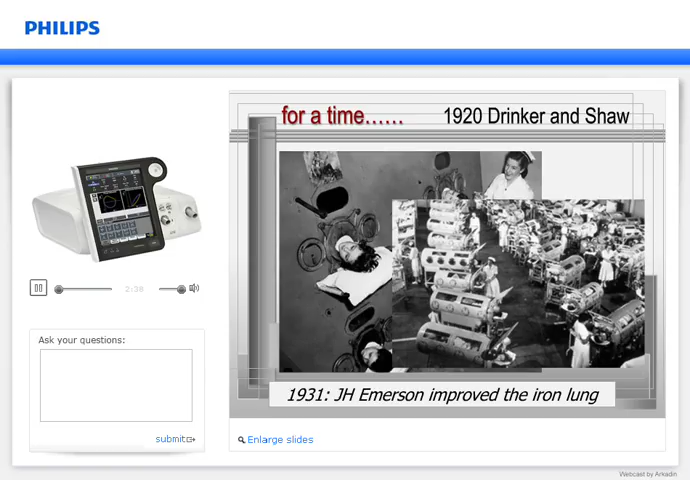 PHILIPS
for a time......
1920 Drinker and Shaw
2:38
1931: JH Emerson improved the iron lung
Ask your questions:
submit
Enlarge slides
Webcast by Arkadin